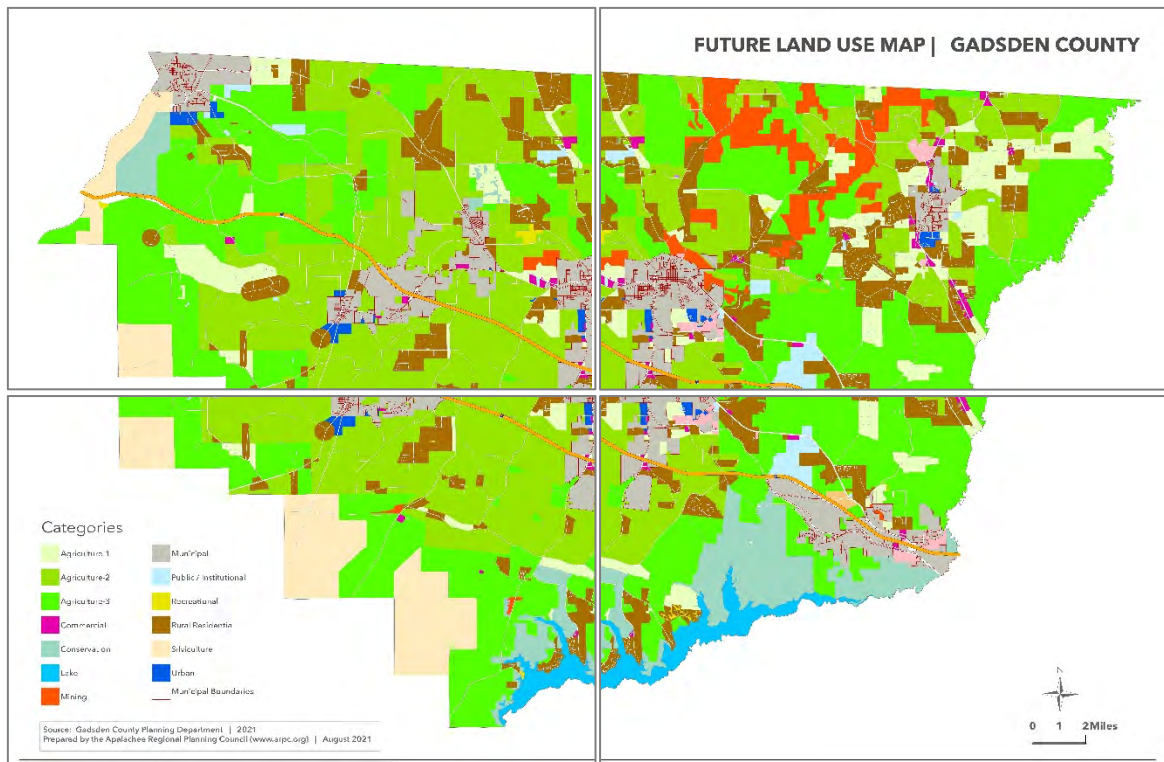 FUTURE LAND USE MAP | GADSDEN COUNTY
Categories
Agriculture-1
Agriculture-2
Agriculture-3
Commercial
Conservation
Lake
Mining
Municipal
Public / Institutional
Recreational
Rural Residential
Silviculture
Urban
Municipal Boundaries
Source: Gadsden County Planning Department | 2021
Prepared by the Apalachee Regional Planning Council (www.arpc.org) | August 2021
0 1 2Miles